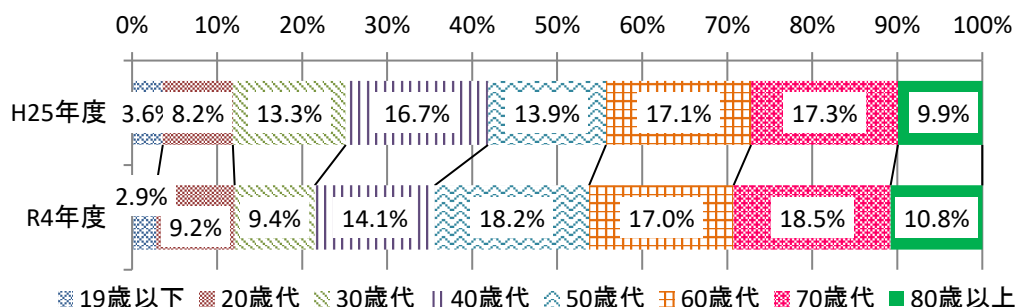 0% 10% 20% 30% 40% 50% 60% 70% 80% 90% 100%
H25年度 3.6% 8.2% 13.3% 16.7% 13.9% 17.1% 17.3% 9.9%
R4年度 2.9% 9.2% 9.4% 14.1% 18.2% 17.0% 18.5% 10.8%
19歳以下 20歳代 30歳代 40歳代 50歳代 60歳代 70歳代 80歳以上